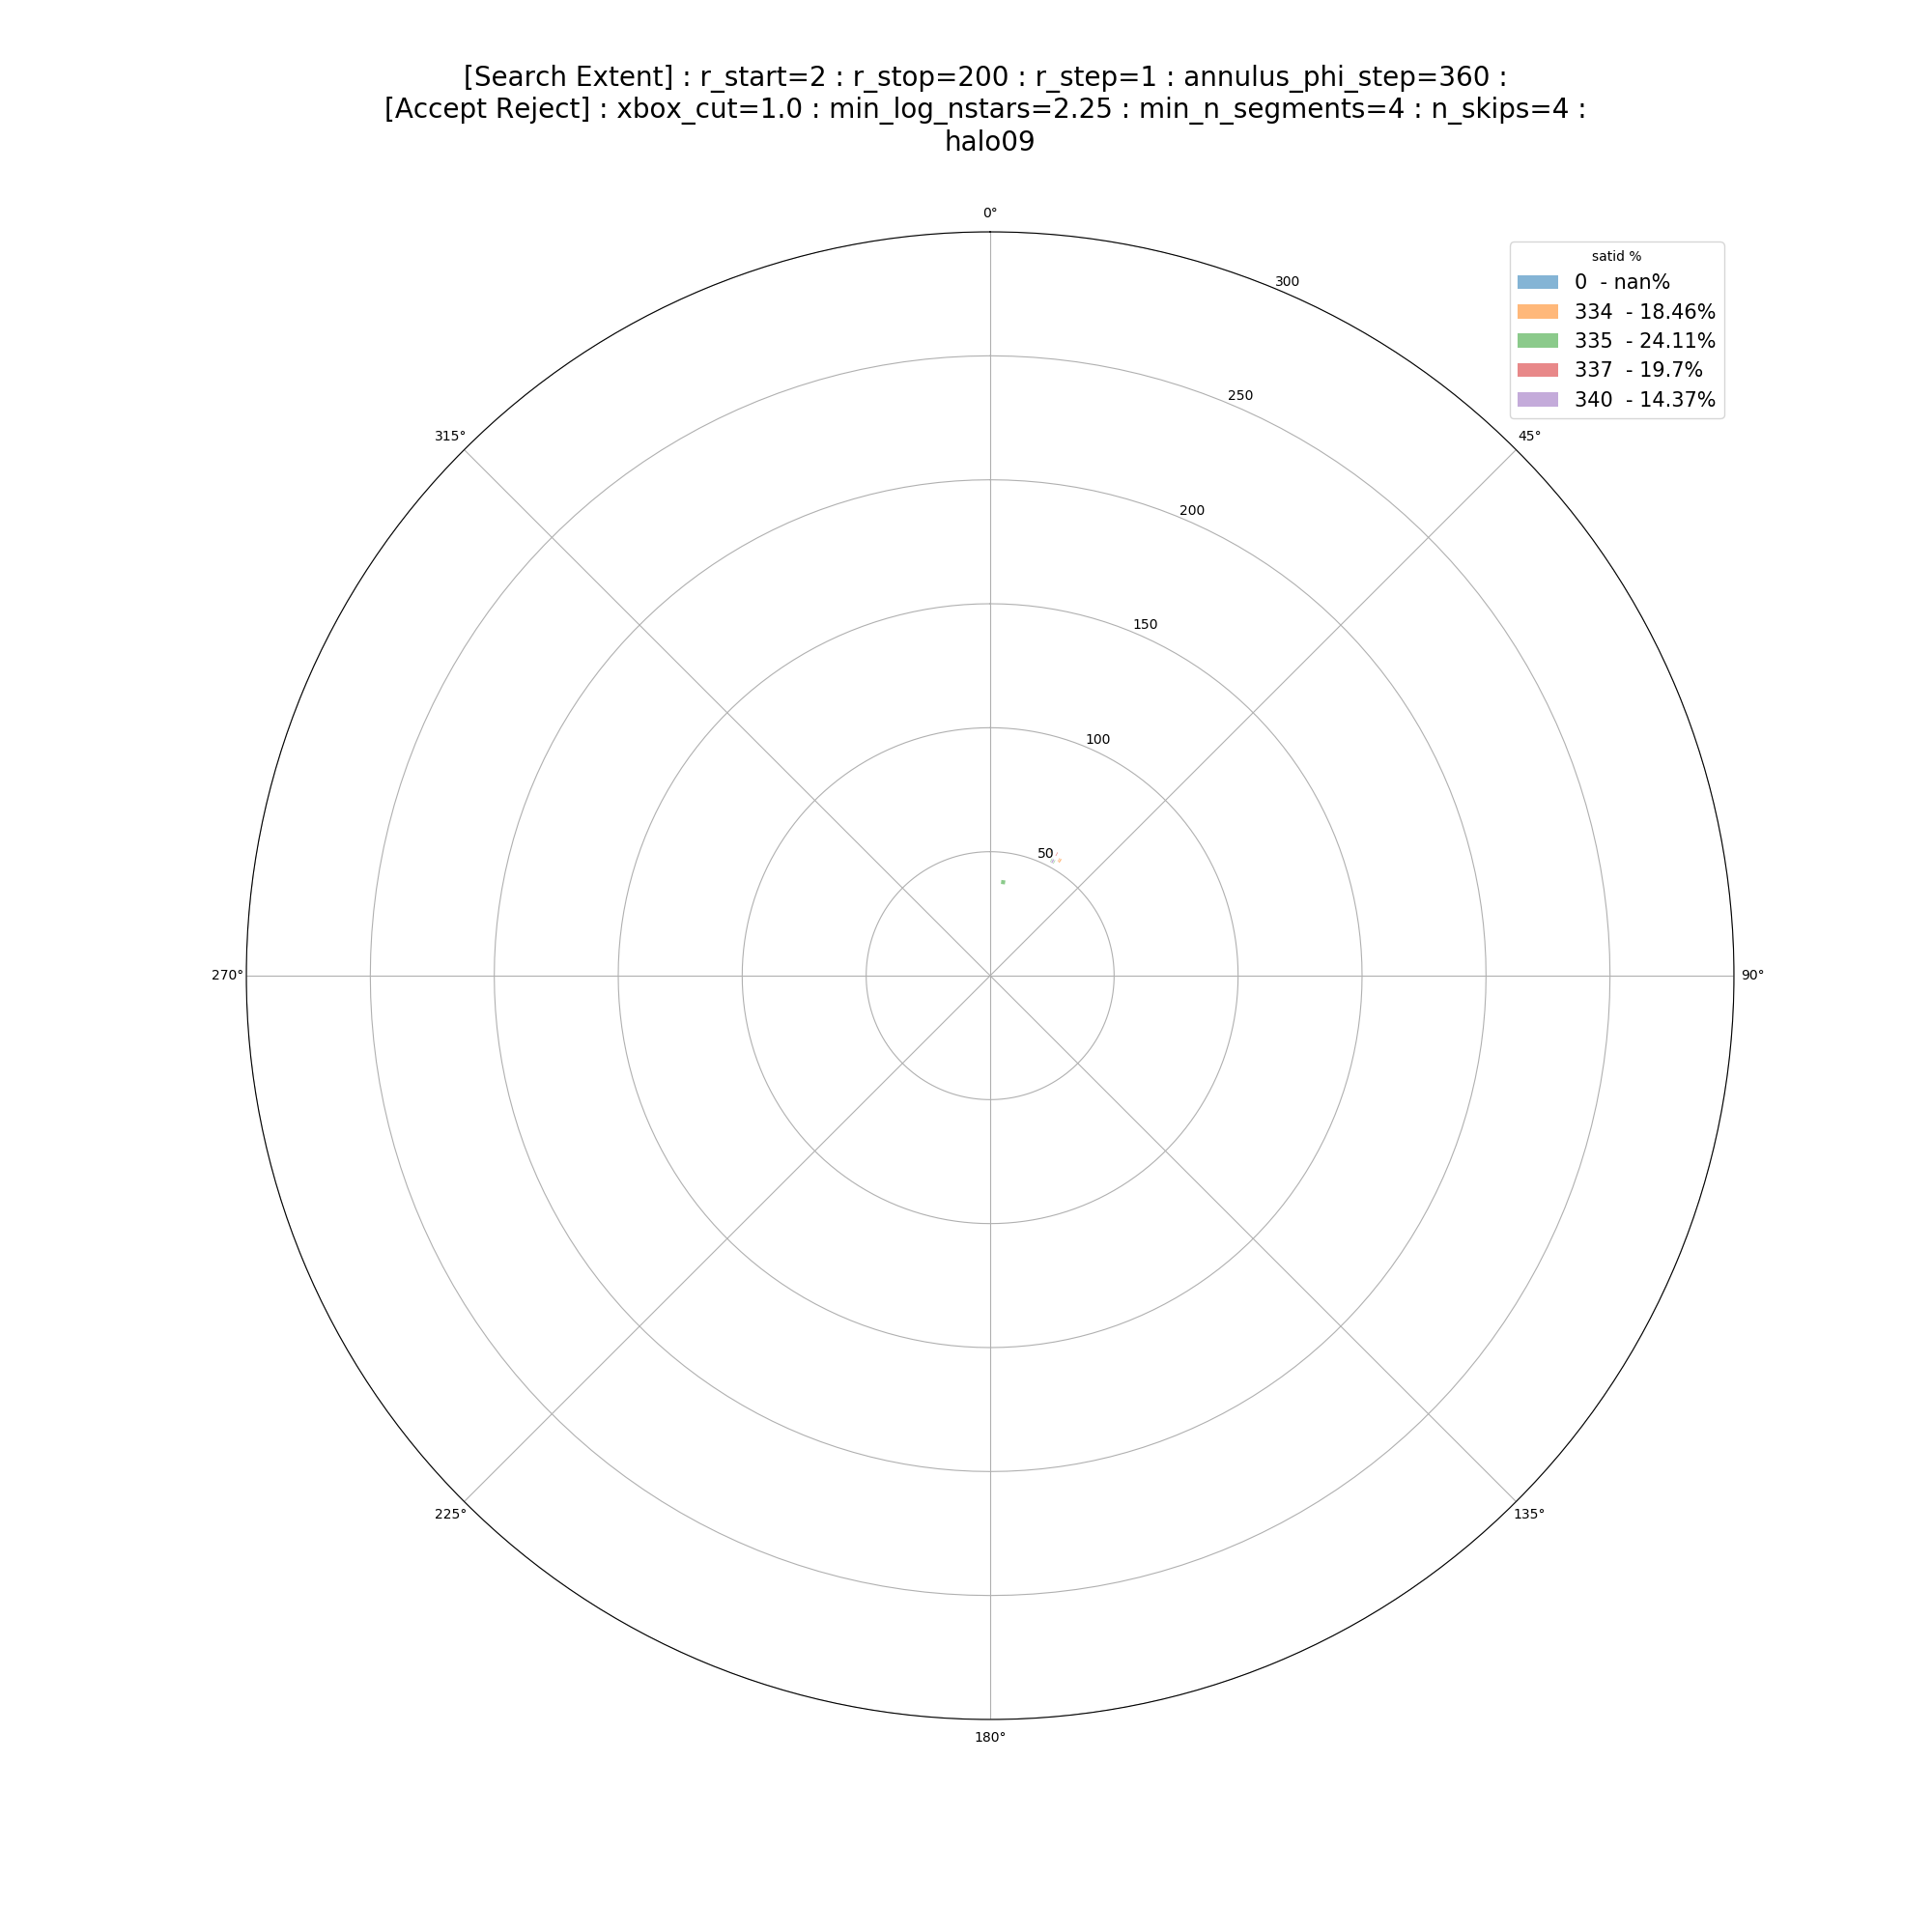 [Search Extent] : r_start=2 : r_stop=200 : r_step=1 : annulus_phi_step=360 :
[Accept Reject] : xbox_cut=1.0 : min_log_nstars=2.25 : min_n_segments=4 : n_skips=4 :
halo09
0°
satid %
0 - nan%
334 - 18.46%
335 - 24.11%
337 - 19.7%
340 - 14.37%
300
250
315°
45°
200
150
100
50
270°
90°
225°
135°
180°